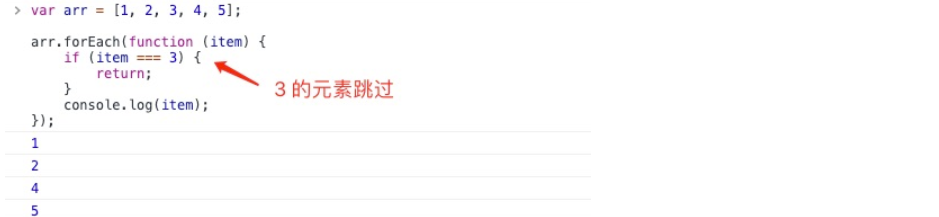 > var arr = [1, 2, 3, 4, 5];
arr.forEach(function (item) {
if (item === 3) {
return;
}
3 的元素跳过
console.log(item);
});
1
2
4
5